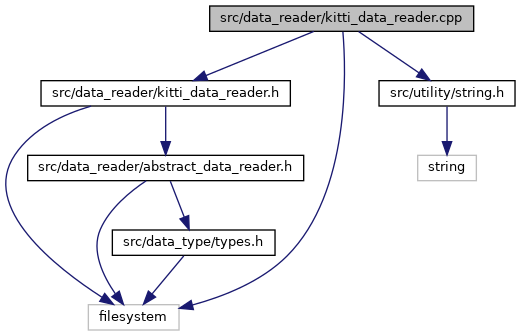 src/data_reader/kitti_data_reader.cpp
src/data_reader/kitti_data_reader.h
src/utility/string.h
src/data_reader/abstract_data_reader.h
string
src/data_type/types.h
filesystem